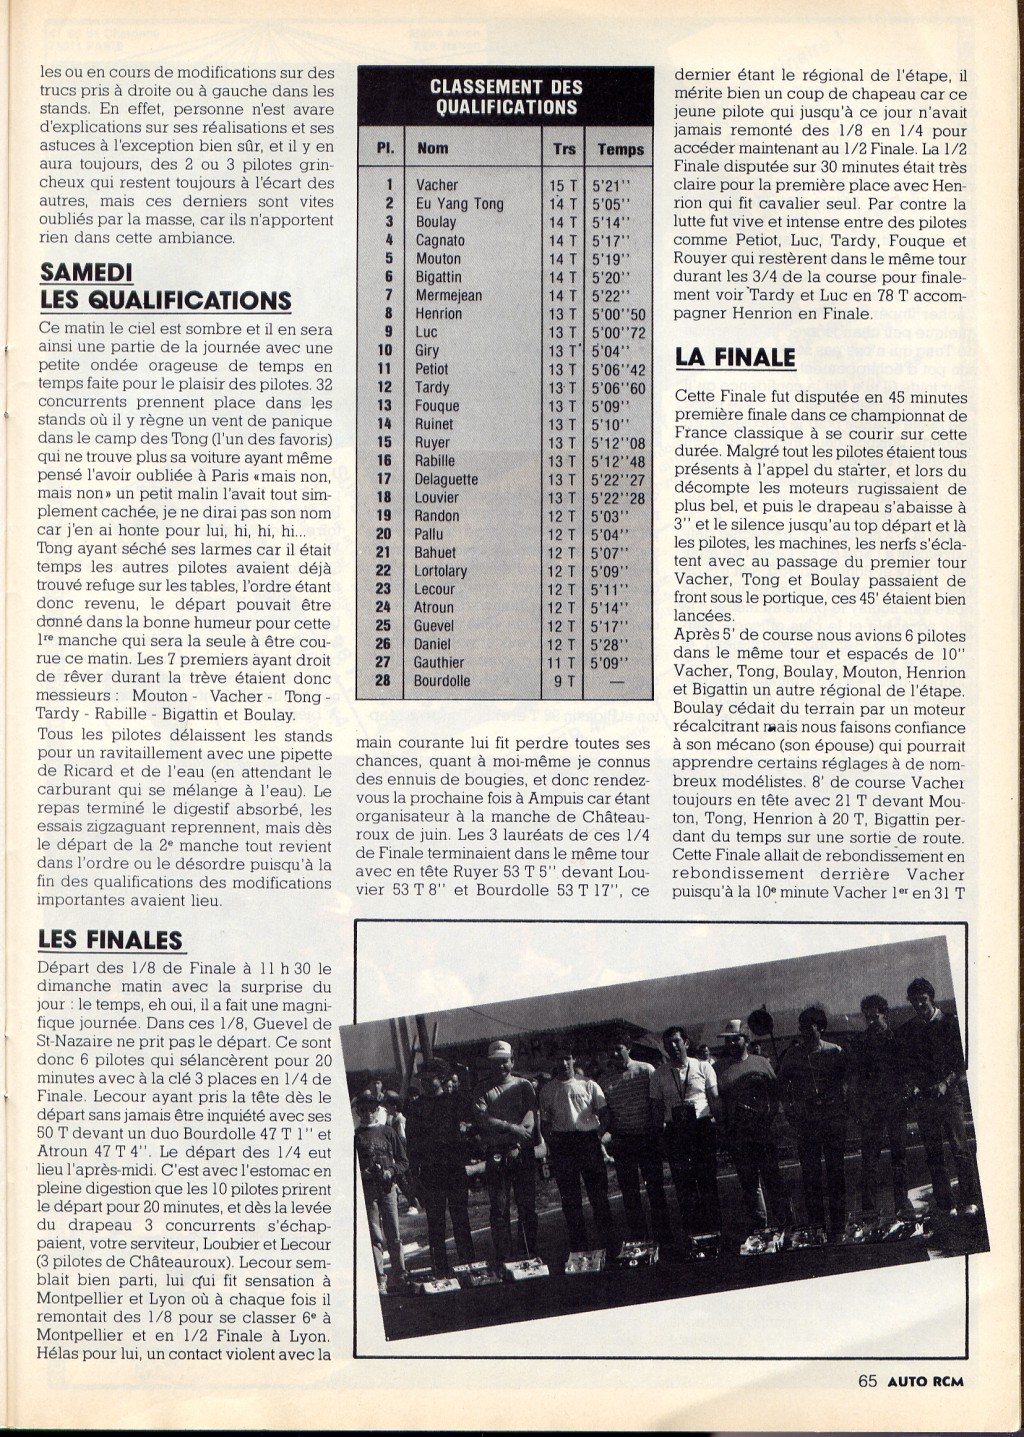 les ou en cours de modifications sur des
trucs pris à droite ou à gauche dans les
stands. En effet, personne n'est avare
d'explications sur ses réalisations et ses
astuces à l'exception bien sûr, et il y en
aura toujours, des 2 ou 3 pilotes grin-
cheux qui restent toujours à l'écart des
autres, mais ces derniers sont vites
oubliés par la masse, car ils n'apportent
rien dans cette ambiance.
SAMEDI
LES QUALIFICATIONS
Ce matin le ciel est sombre et il en sera
ainsi une partie de la journée avec une
petite ondée orageuse de temps en
temps faite pour le plaisir des pilotes. 32
concurrents prennent place dans les
stands où il y règne un vent de panique
dans le camp des Tong (l'un des favoris)
qui ne trouve plus sa voiture ayant même
pensé l'avoir oubliée à Paris «mais non,
mais non» un petit malin l'avait tout sim-
plement cachée, je ne dirai pas son nom
car j'en ai honte pour lui, hi, hi, hi...
Tong ayant séché ses larmes car il était
temps les autres pilotes avaient déjà
trouvé refuge sur les tables, l'ordre étant
donc revenu, le départ pouvait être
donné dans la bonne humeur pour cette
1re manche qui sera la seule à être cou-
rue ce matin. Les 7 premiers ayant droit
de rêver durant la trève étaient donc
messieurs : Mouton - Vacher - Tong -
Tardy - Rabille - Bigattin et Boulay.
Tous les pilotes délaissent les stands
pour un ravitaillement avec une pipette
de Ricard et de l'eau (en attendant le
carburant qui se mélange à l'eau). Le
repas terminé le digestif absorbé, les
essais zigzaguant reprennent, mais dès
le départ de la 2e manche tout revient
dans l'ordre ou le désordre puisqu'à la
fin des qualifications des modifications
importantes avaient lieu.
LES FINALES
Départ des 1/8 de Finale à 11 h 30 le
dimanche matin avec la surprise du
jour : le temps, eh oui, il a fait une magni-
fique journée. Dans ces 1/8, Guevel de
St-Nazaire ne prit pas le départ. Ce sont
donc 6 pilotes qui sélancèrent pour 20
minutes avec à la clé 3 places en 1/4 de
Finale. Lecour ayant pris la tête dès le
départ sans jamais être inquiété avec ses
50 T devant un duo Bourdolle 47 T 1'' et
Atroun 47 T 4''. Le départ des 1/4 eut
lieu l'après-midi. C'est avec l'estomac en
pleine digestion que les 10 pilotes prirent
le départ pour 20 minutes, et dès la levée
du drapeau 3 concurrents s'échap-
paient, votre serviteur, Loubier et Lecour
(3 pilotes de Châteauroux). Lecour sem-
blait bien parti, lui qui fit sensation à
Montpellier et Lyon où à chaque fois il
remontait des 1/8 pour se classer 6e à
Montpellier et en 1/2 Finale à Lyon.
Hélas pour lui, un contact violent avec la
CLASSEMENT DES
QUALIFICATIONS
Pl. Nom Trs Temps
1 Vacher 15 T 5'21''
2 Eu Yang Tong 14 T 5'05''
3 Boulay 14 T 5'14''
4 Cagnato 14 T 5'17''
5 Mouton 14 T 5'19''
6 Bigattin 14 T 5'20''
7 Mermejean 14 T 5'22''
8 Henrion 13 T 5'00''50
9 Luc 13 T 5'00''72
10 Giry 13 T 5'04''
11 Petiot 13 T 5'06''42
12 Tardy 13 T 5'06''60
13 Fouque 13 T 5'09''
14 Ruinet 13 T 5'10''
15 Ruyer 13 T 5'12''08
16 Rabille 13 T 5'12''48
17 Delaguette 13 T 5'22''27
18 Louvier 13 T 5'22''28
19 Randon 12 T 5'03''
20 Pallu 12 T 5'04''
21 Bahuet 12 T 5'07''
22 Lortolary 12 T 5'09''
23 Lecour 12 T 5'11''
24 Atroun 12 T 5'14''
25 Guevel 12 T 5'17''
26 Daniel 12 T 5'28''
27 Gauthier 11 T 5'09''
28 Bourdolle 9 T —
main courante lui fit perdre toutes ses
chances, quant à moi-même je connus
des ennuis de bougies, et donc rendez-
vous la prochaine fois à Ampuis car étant
organisateur à la manche de Château-
roux de juin. Les 3 lauréats de ces 1/4
de Finale terminaient dans le même tour
avec en tête Ruyer 53 T 5'' devant Lou-
vier 53 T 8'' et Bourdolle 53 T 17'', ce
dernier étant le régional de l'étape, il
mérite bien un coup de chapeau car ce
jeune pilote qui jusqu'à ce jour n'avait
jamais remonté des 1/8 en 1/4 pour
accéder maintenant au 1/2 Finale. La 1/2
Finale disputée sur 30 minutes était très
claire pour la première place avec Hen-
rion qui fit cavalier seul. Par contre la
lutte fut vive et intense entre des pilotes
comme Petiot, Luc, Tardy, Fouque et
Rouyer qui restèrent dans le même tour
durant les 3/4 de la course pour finale-
ment voir Tardy et Luc en 78 T accom-
pagner Henrion en Finale.
LA FINALE
Cette Finale fut disputée en 45 minutes
première finale dans ce championnat de
France classique à se courir sur cette
durée. Malgré tout les pilotes étaient tous
présents à l'appel du starter, et lors du
décompte les moteurs rugissaient de
plus bel, et puis le drapeau s'abaisse à
3'' et le silence jusqu'au top départ et là
les pilotes, les machines, les nerfs s'écla-
tent avec au passage du premier tour
Vacher, Tong et Boulay passaient de
front sous le portique, ces 45' étaient bien
lancées.
Après 5' de course nous avions 6 pilotes
dans le même tour et espacés de 10''
Vacher, Tong, Boulay, Mouton, Henrion
et Bigattin un autre régional de l'étape.
Boulay cédait du terrain par un moteur
récalcitrant mais nous faisons confiance
à son mécano (son épouse) qui pourrait
apprendre certains réglages à de nom-
breux modélistes. 8' de course Vacher
toujours en tête avec 21 T devant Mou-
ton, Tong, Henrion à 20 T, Bigattin per-
dant du temps sur une sortie de route.
Cette Finale allait de rebondissement en
rebondissement derrière Vacher
puisqu'à la 10e minute Vacher 1er en 31 T
65 AUTO RCM